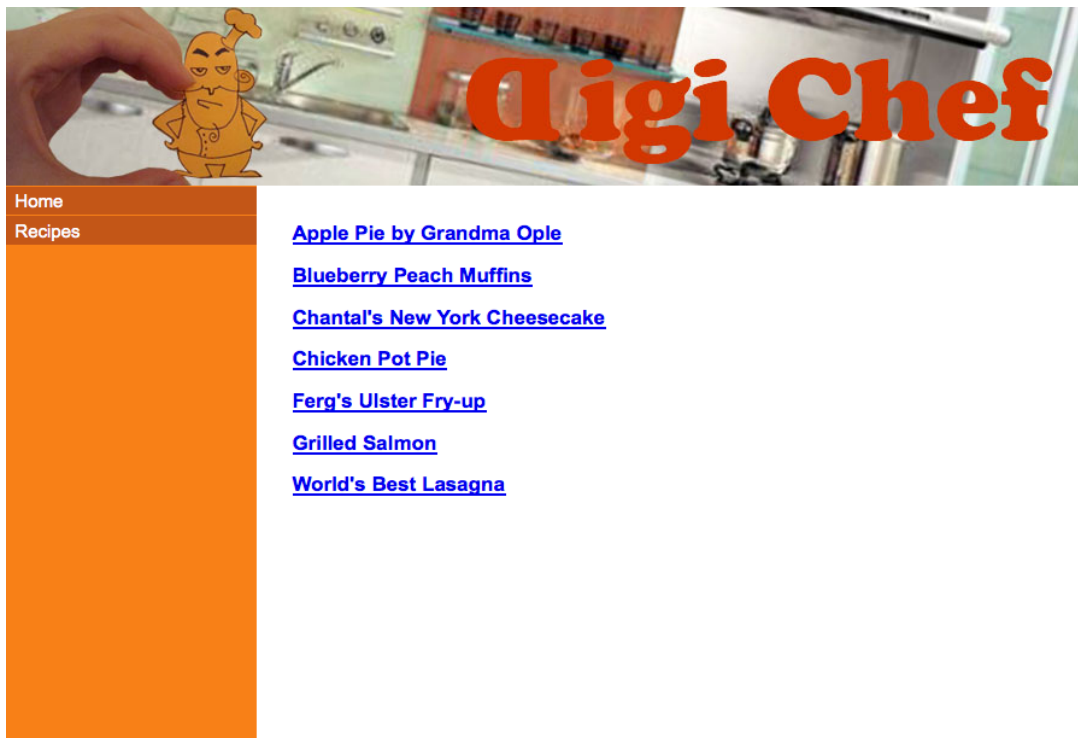 Digi Chef
Home
Recipes
Apple Pie by Grandma Ople
Blueberry Peach Muffins
Chantal's New York Cheesecake
Chicken Pot Pie
Ferg's Ulster Fry-up
Grilled Salmon
World's Best Lasagna